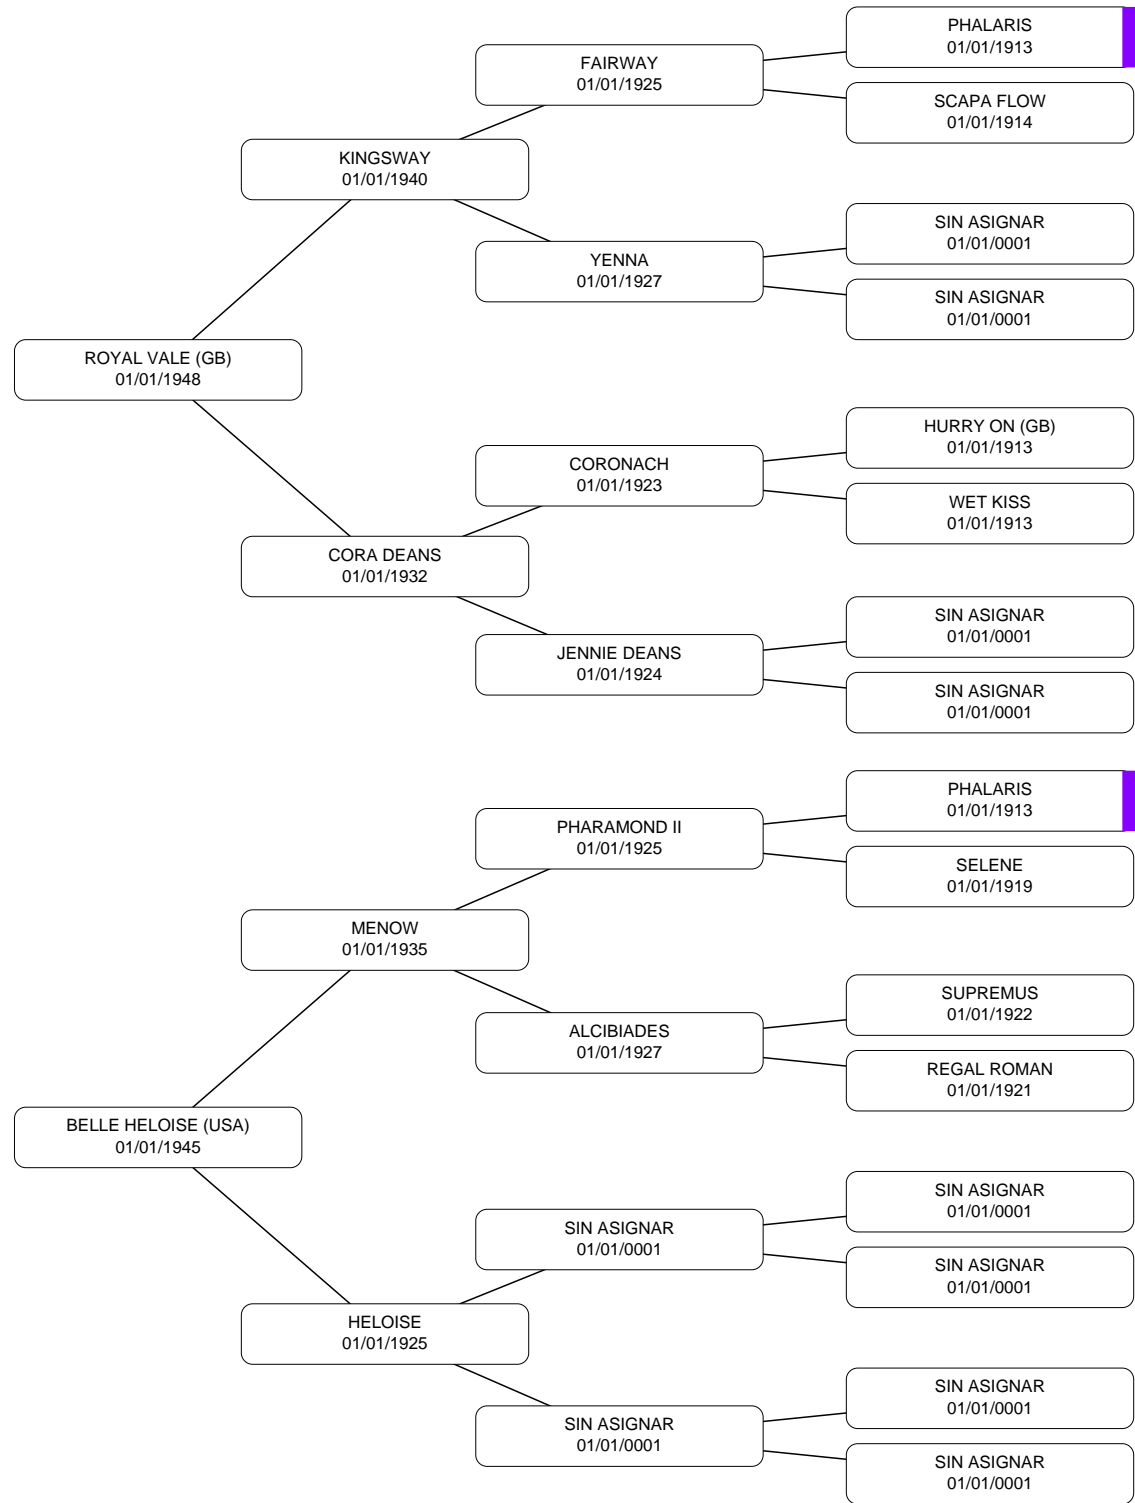 PHALARIS
01/01/1913
FAIRWAY
01/01/1925
SCAPA FLOW
01/01/1914
KINGSWAY
01/01/1940
SIN ASIGNAR
01/01/0001
YENNA
01/01/1927
SIN ASIGNAR
01/01/0001
ROYAL VALE (GB)
01/01/1948
HURRY ON (GB)
01/01/1913
CORONACH
01/01/1923
WET KISS
01/01/1913
CORA DEANS
01/01/1932
SIN ASIGNAR
01/01/0001
JENNIE DEANS
01/01/1924
SIN ASIGNAR
01/01/0001
PHALARIS
01/01/1913
PHARAMOND II
01/01/1925
SELENE
01/01/1919
MENOW
01/01/1935
SUPREMUS
01/01/1922
ALCIBIADES
01/01/1927
REGAL ROMAN
01/01/1921
BELLE HELOISE (USA)
01/01/1945
SIN ASIGNAR
01/01/0001
SIN ASIGNAR
01/01/0001
SIN ASIGNAR
01/01/0001
HELOISE
01/01/1925
SIN ASIGNAR
01/01/0001
SIN ASIGNAR
01/01/0001
SIN ASIGNAR
01/01/0001